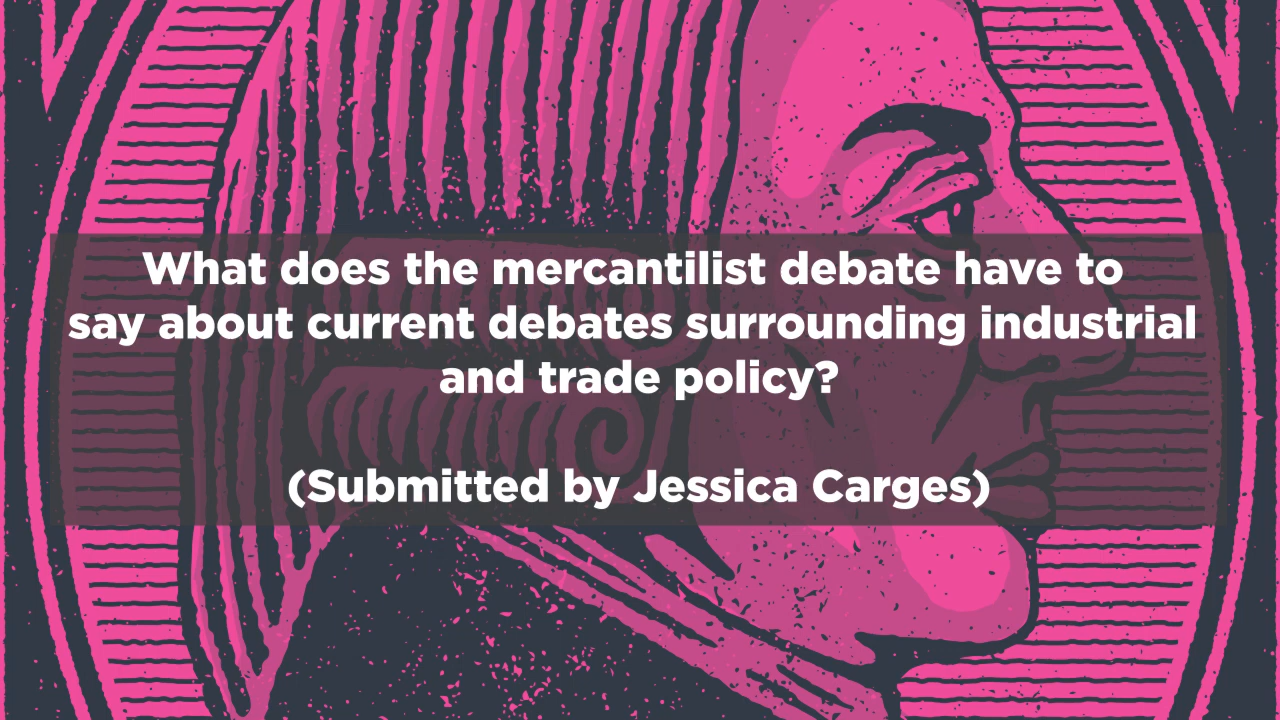 What does the mercantilist debate have to
say about current debates surrounding industrial
and trade policy?
(Submitted by Jessica Carges)